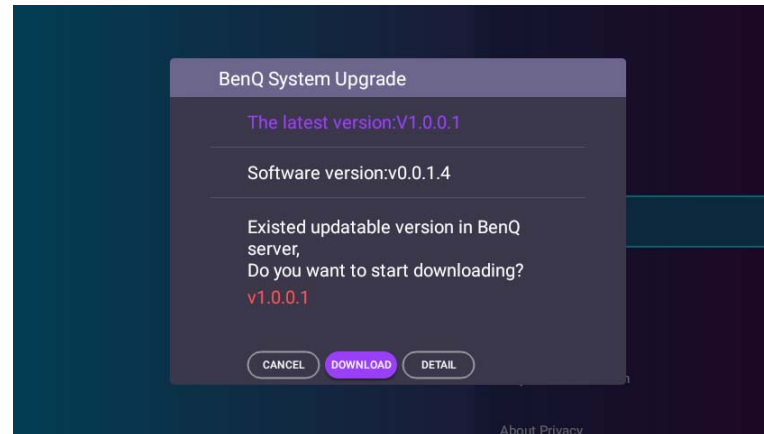 BenQ System Upgrade
The latest version:V1.0.0.1
Software version:v0.0.1.4
Existed updatable version in BenQ
server,
Do you want to start downloading?
v1.0.0.1
CANCEL DOWNLOAD DETAIL
About Privacy